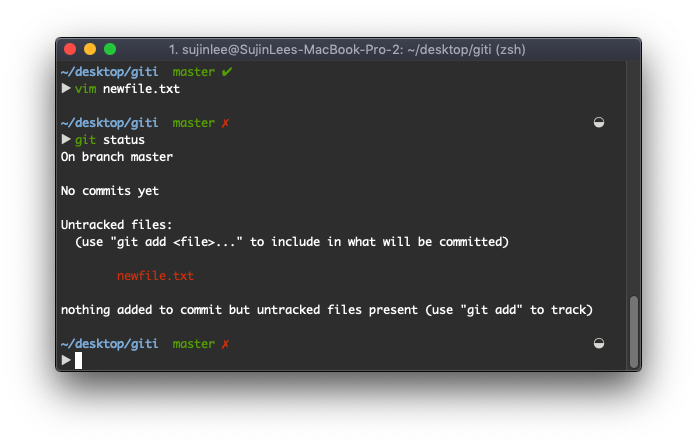 1. sujinlee@SujinLees-MacBook-Pro-2: ~/desktop/giti (zsh)
~/desktop/giti  master ✔
▶ vim newfile.txt
~/desktop/giti  master ✗
▶ git status
On branch master
No commits yet
Untracked files:
  (use "git add <file>..." to include in what will be committed)
        newfile.txt
nothing added to commit but untracked files present (use "git add" to track)
~/desktop/giti  master ✗
▶